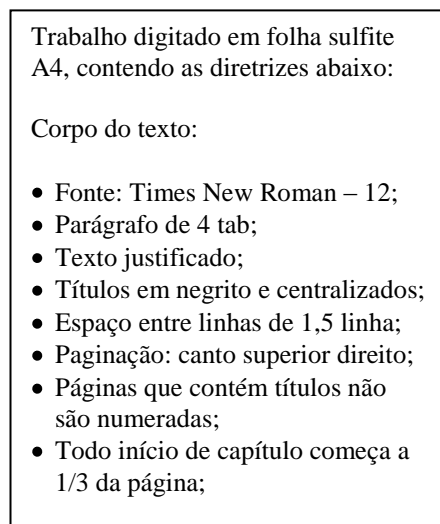 Trabalho digitado em folha sulfite
A4, contendo as diretrizes abaixo:
Corpo do texto:
• Fonte: Times New Roman – 12;
• Parágrafo de 4 tab;
• Texto justificado;
• Títulos em negrito e centralizados;
• Espaço entre linhas de 1,5 linha;
• Paginação: canto superior direito;
• Páginas que contém títulos não
são numeradas;
• Todo início de capítulo começa a
1/3 da página;